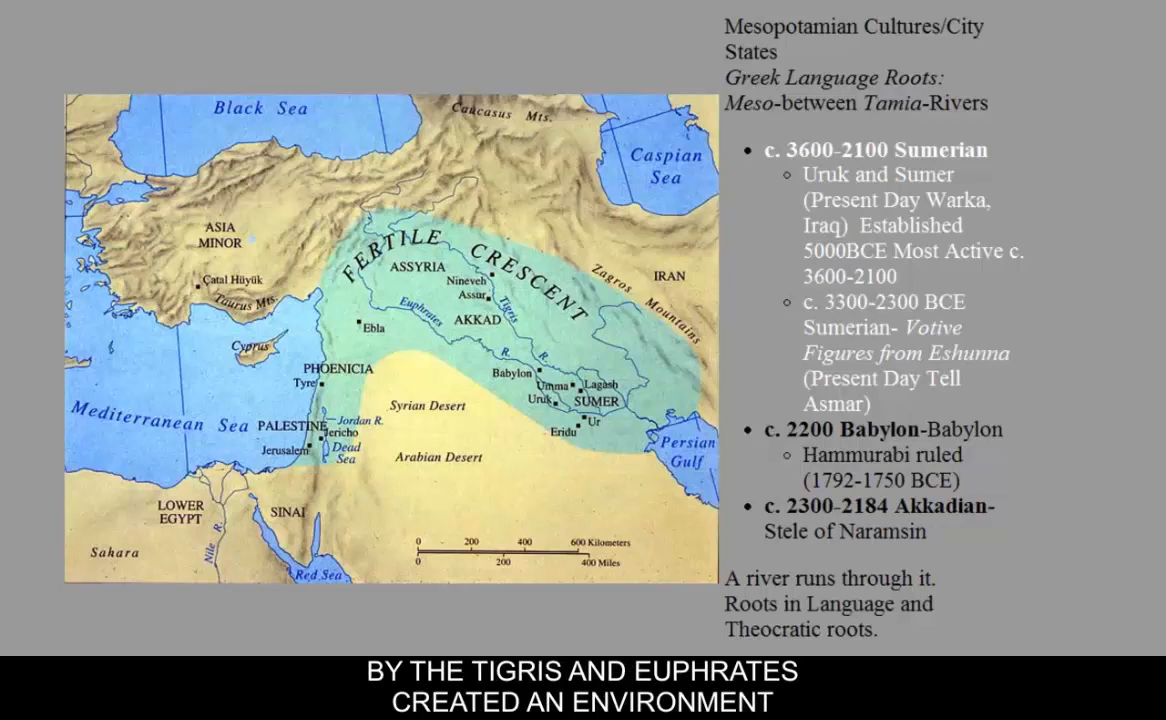 Mesopotamian Cultures/City
States
Greek Language Roots:
Meso-between Tamia-Rivers
• c. 3600-2100 Sumerian
◦ Uruk and Sumer
(Present Day Warka,
Iraq) Established
5000BCE Most Active c.
3600-2100
◦ c. 3300-2300 BCE
Sumerian- Votive
Figures from Eshunna
(Present Day Tell
Asmar)
• c. 2200 Babylon-Babylon
◦ Hammurabi ruled
(1792-1750 BCE)
• c. 2300-2184 Akkadian-
Stele of Naramsin
A river runs through it.
Roots in Language and
Theocratic roots.
Black Sea
Caucasus Mts.
Caspian
Sea
ASIA
MINOR
FERTILE CRESCENT
ASSYRIA
IRAN
Zagros Mountains
Çatal Hüyük
Nineveh
Taurus Mts.
Assur
Euphrates R.
Tigris R.
AKKAD
Ebla
Cyprus
PHOENICIA
Babylon
Tyre
Umma
Lagash
Uruk
SUMER
Syrian Desert
Mediterranean Sea
PALESTINE
Jordan R.
Ur
Jericho
Eridu
Persian
Gulf
Jerusalem
Dead
Sea
Arabian Desert
LOWER
EGYPT
SINAI
Nile R.
Sahara
Red Sea
0 200 400 600 Kilometers
0 200 400 Miles
BY THE TIGRIS AND EUPHRATES
CREATED AN ENVIRONMENT